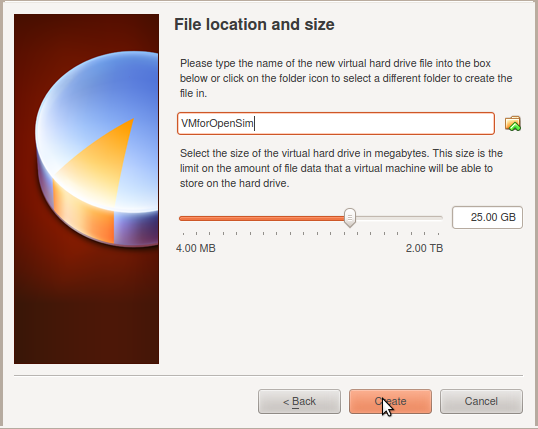 File location and size
Please type the name of the new virtual hard drive file into the box
below or click on the folder icon to select a different folder to create the
file in.
VMforOpenSim
Select the size of the virtual hard drive in megabytes. This size is the
limit on the amount of file data that a virtual machine will be able to
store on the hard drive.
25.00 GB
4.00 MB 2.00 TB
< Back Create Cancel